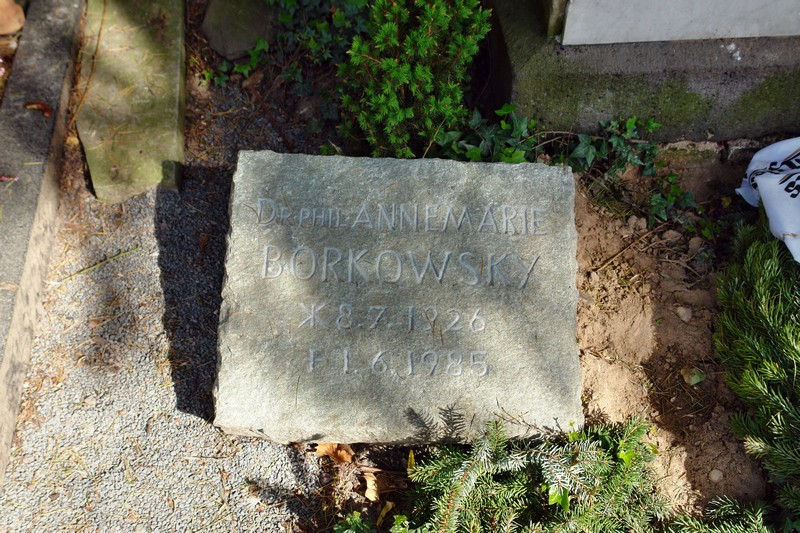 DR. PHIL. ANNEMARIE
BORKOWSKY
* 8.7.1926
† 1.6.1985